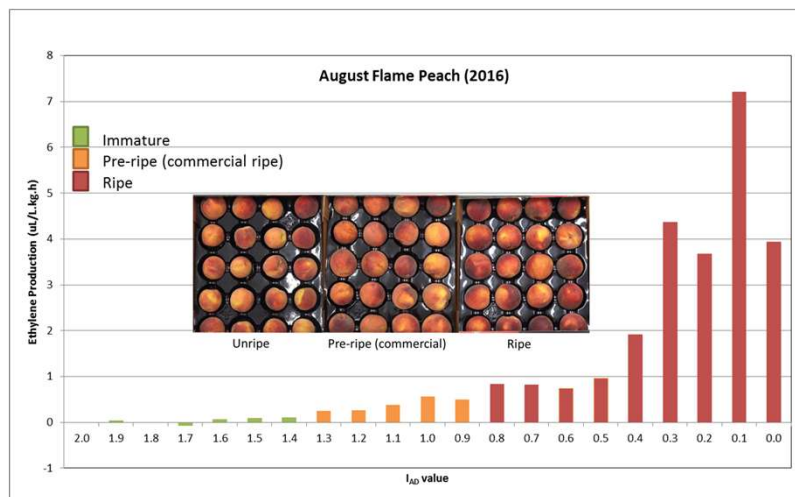 August Flame Peach (2016)
Immature
Pre-ripe (commercial ripe)
Ripe
Unripe Pre-ripe (commercial) Ripe
Ethylene Production (uL/L.kg.h)
8
7
6
5
4
3
2
1
0
-1
2.0 1.9 1.8 1.7 1.6 1.5 1.4 1.3 1.2 1.1 1.0 0.9 0.8 0.7 0.6 0.5 0.4 0.3 0.2 0.1 0.0
IAD value